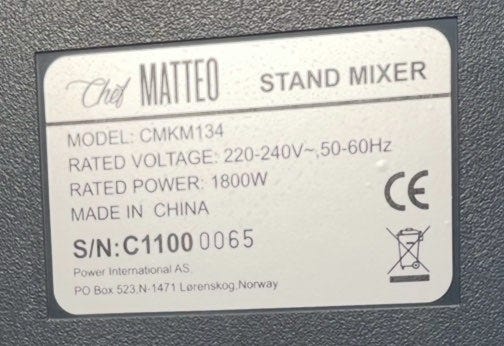 Chef MATTEO STAND MIXER
MODEL: CMKM134
RATED VOLTAGE: 220-240V~,50-60Hz
RATED POWER: 1800W
MADE IN CHINA
CE
S/N:C1100 0065
Power International AS.
PO Box 523,N-1471 Lørenskog,Norway